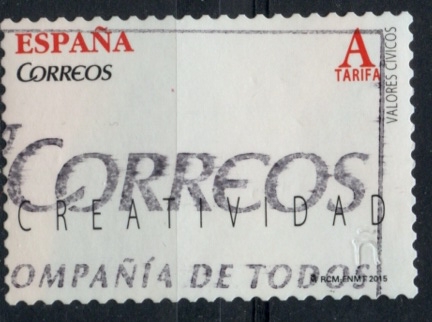 ESPAÑA
CORREOS
A
TARIFA
VALORES CÍVICOS
CORREOS
CREATIVIDAD
ñ
OMPAÑÍA DE TODOS
RCM-FNMT 2015